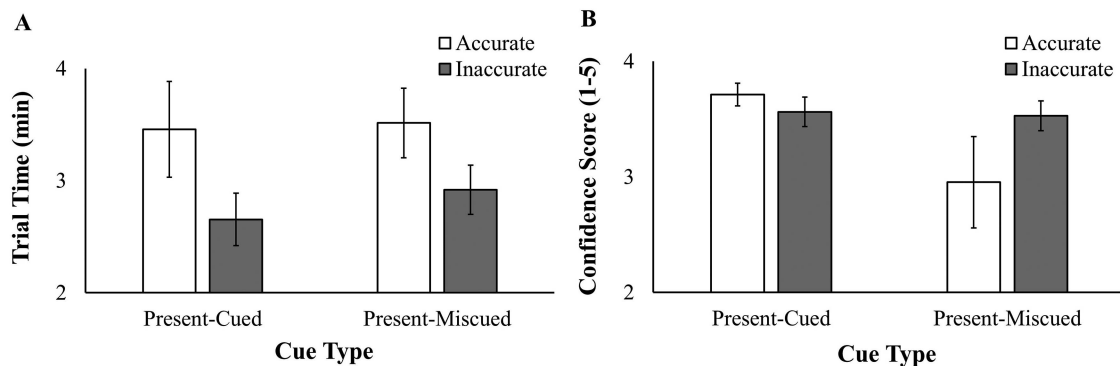 A
Accurate
Inaccurate
Trial Time (min)
4
3
2
Present-Cued Present-Miscued
Cue Type
B
Accurate
Inaccurate
Confidence Score (1-5)
4
3
2
Present-Cued Present-Miscued
Cue Type